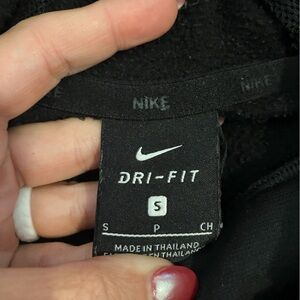 NIKE
NIKE
DRI-FIT
S
S P CH
MADE IN THAILAND